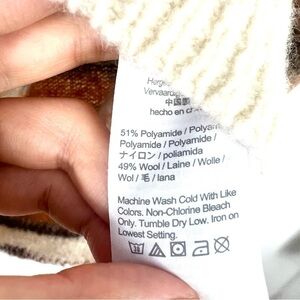 中国製
hecho en
51% Polyamide /
Polyamide / Polyamide /
ナイロン / poliamida
49% Wool / Laine / Wolle /
Wol / 毛 / lana
Machine Wash Cold With Like
Colors. Non-Chlorine Bleach
Only. Tumble Dry Low. Iron on
Lowest Setting.